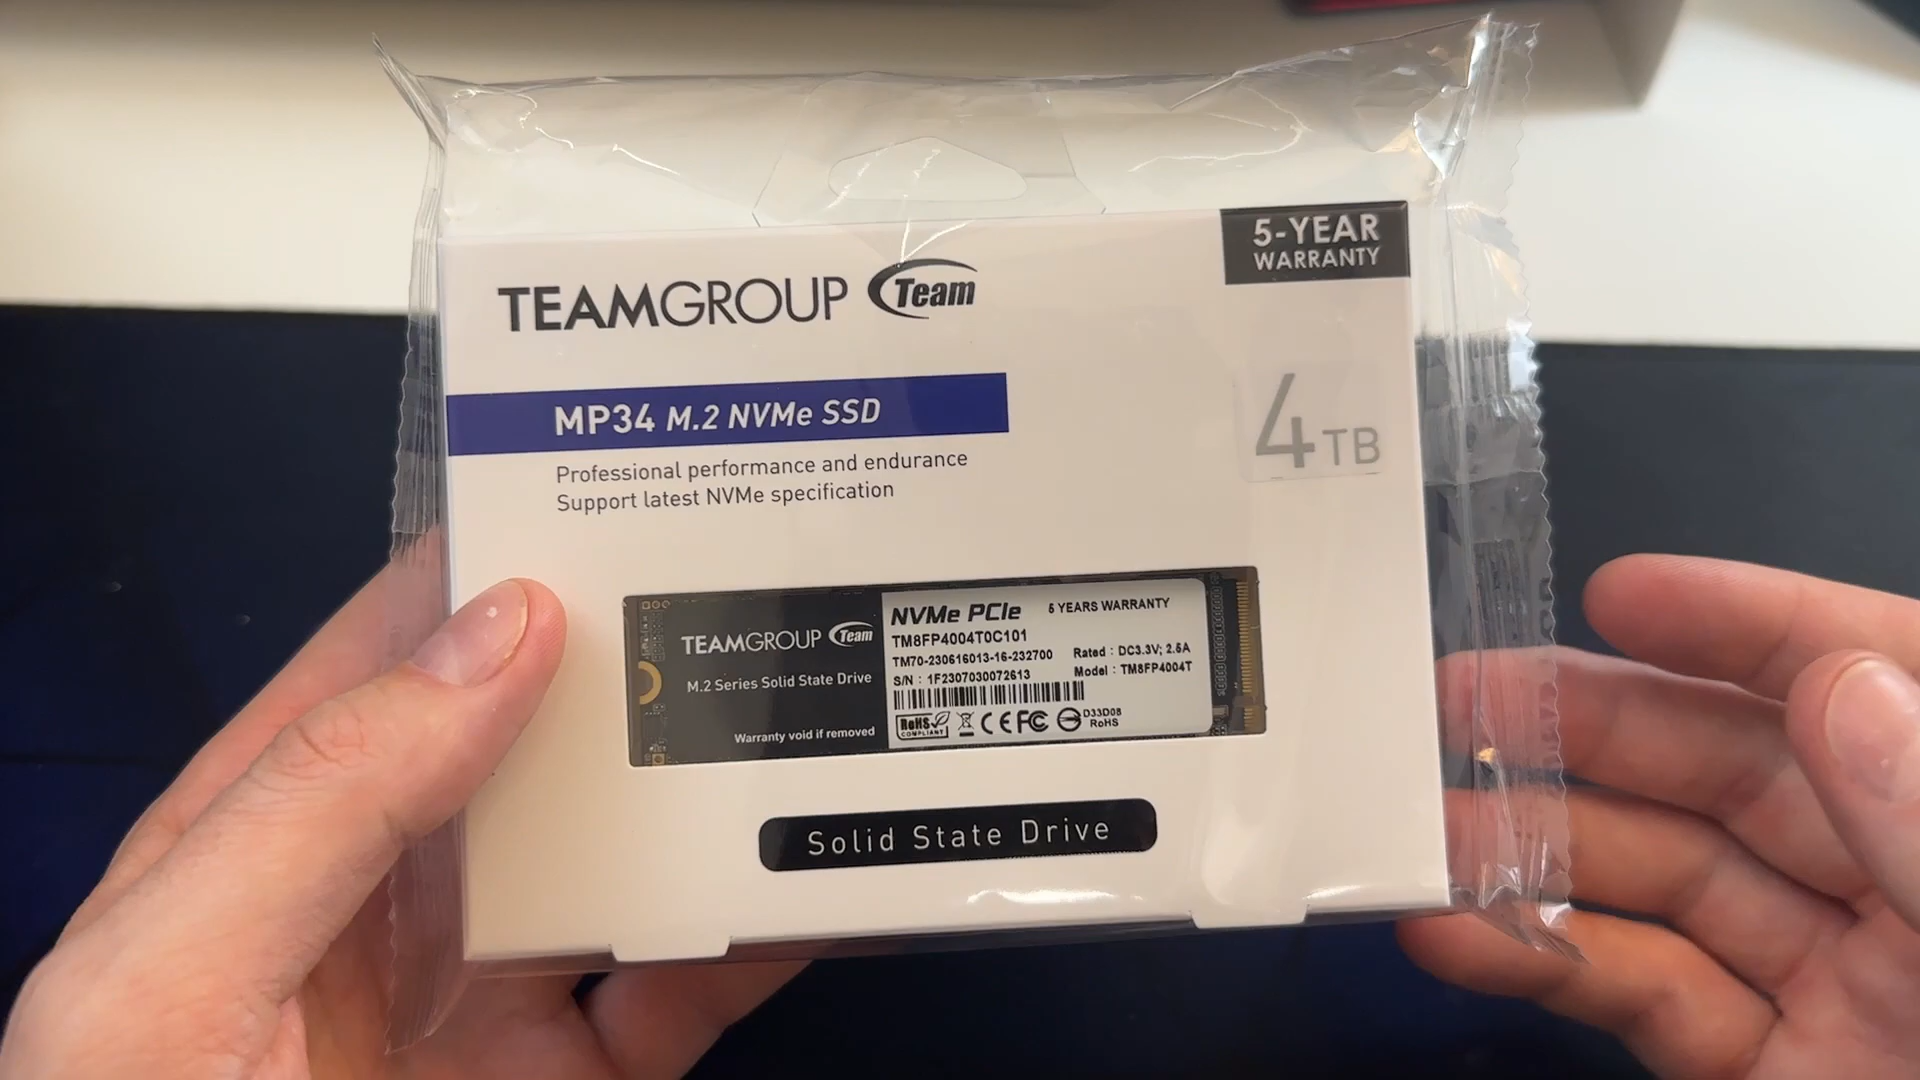 5-YEAR
WARRANTY
TEAMGROUP Team
MP34 M.2 NVMe SSD
4TB
Professional performance and endurance
Support latest NVMe specification
TEAMGROUP Team
M.2 Series Solid State Drive
Warranty void if removed
NVMe PCIe 5 YEARS WARRANTY
TM8FP4004T0C101
TM70-230616013-16-232700 Rated : DC3.3V; 2.5A
S/N : 1F2307030072613 Model : TM8FP4004T
RoHS
COMPLIANT
CE FC D33D08
RoHS
Solid State Drive